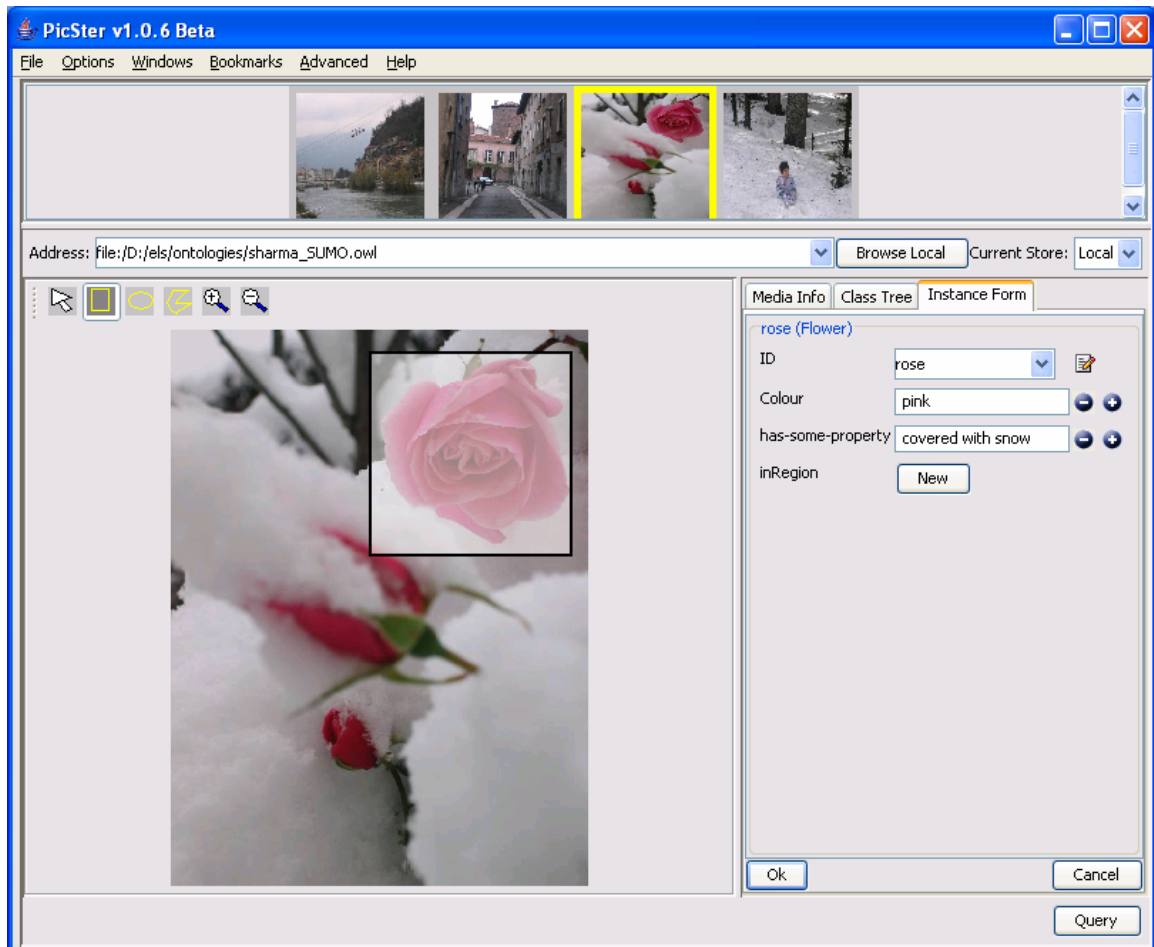 PicSter v1.0.6 Beta
File Options Windows Bookmarks Advanced Help
Address: file:/D:/els/ontologies/sharma_SUMO.owl Browse Local Current Store: Local
Media Info Class Tree Instance Form
rose (Flower)
ID rose
Colour pink
has-some-property covered with snow
inRegion New
Ok Cancel
Query